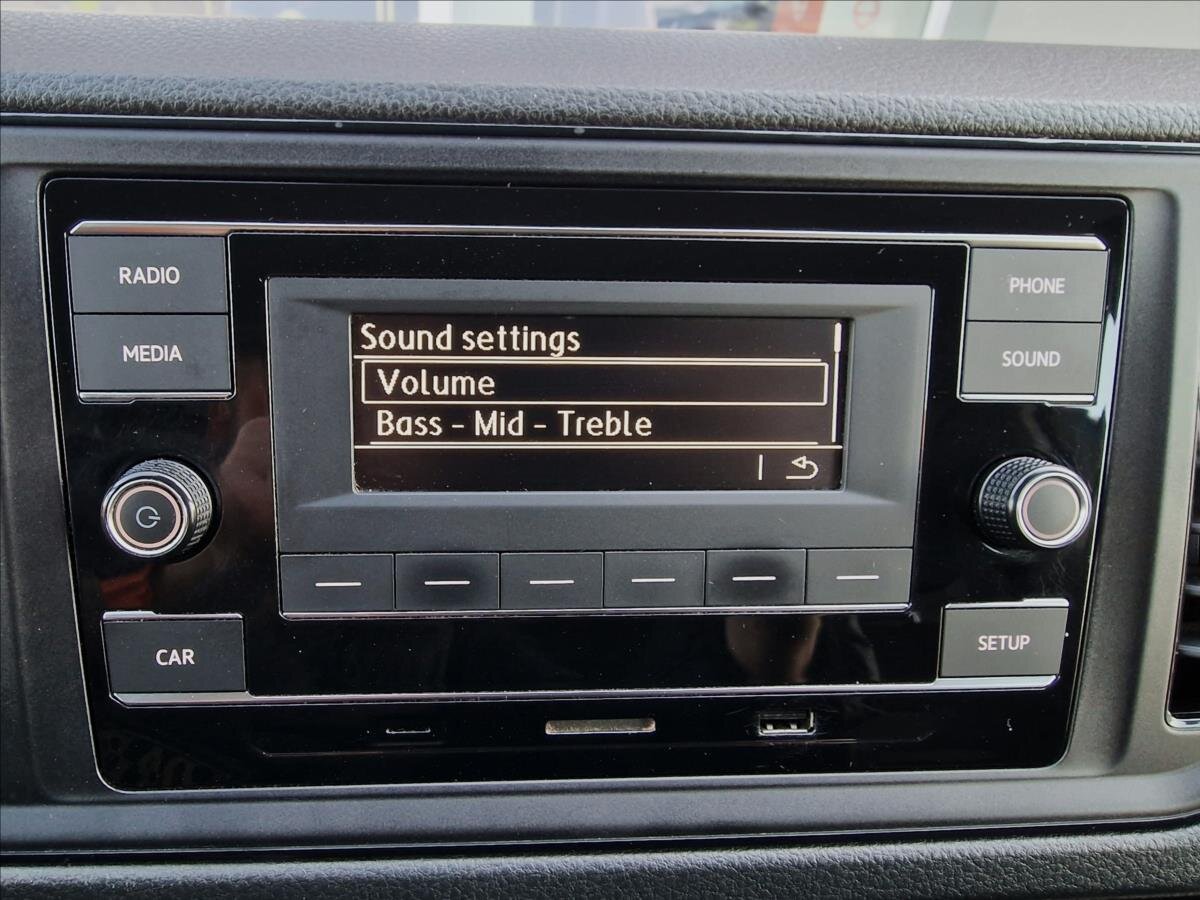 RADIO
MEDIA
PHONE
SOUND
Sound settings
Volume
Bass - Mid - Treble
CAR
SETUP